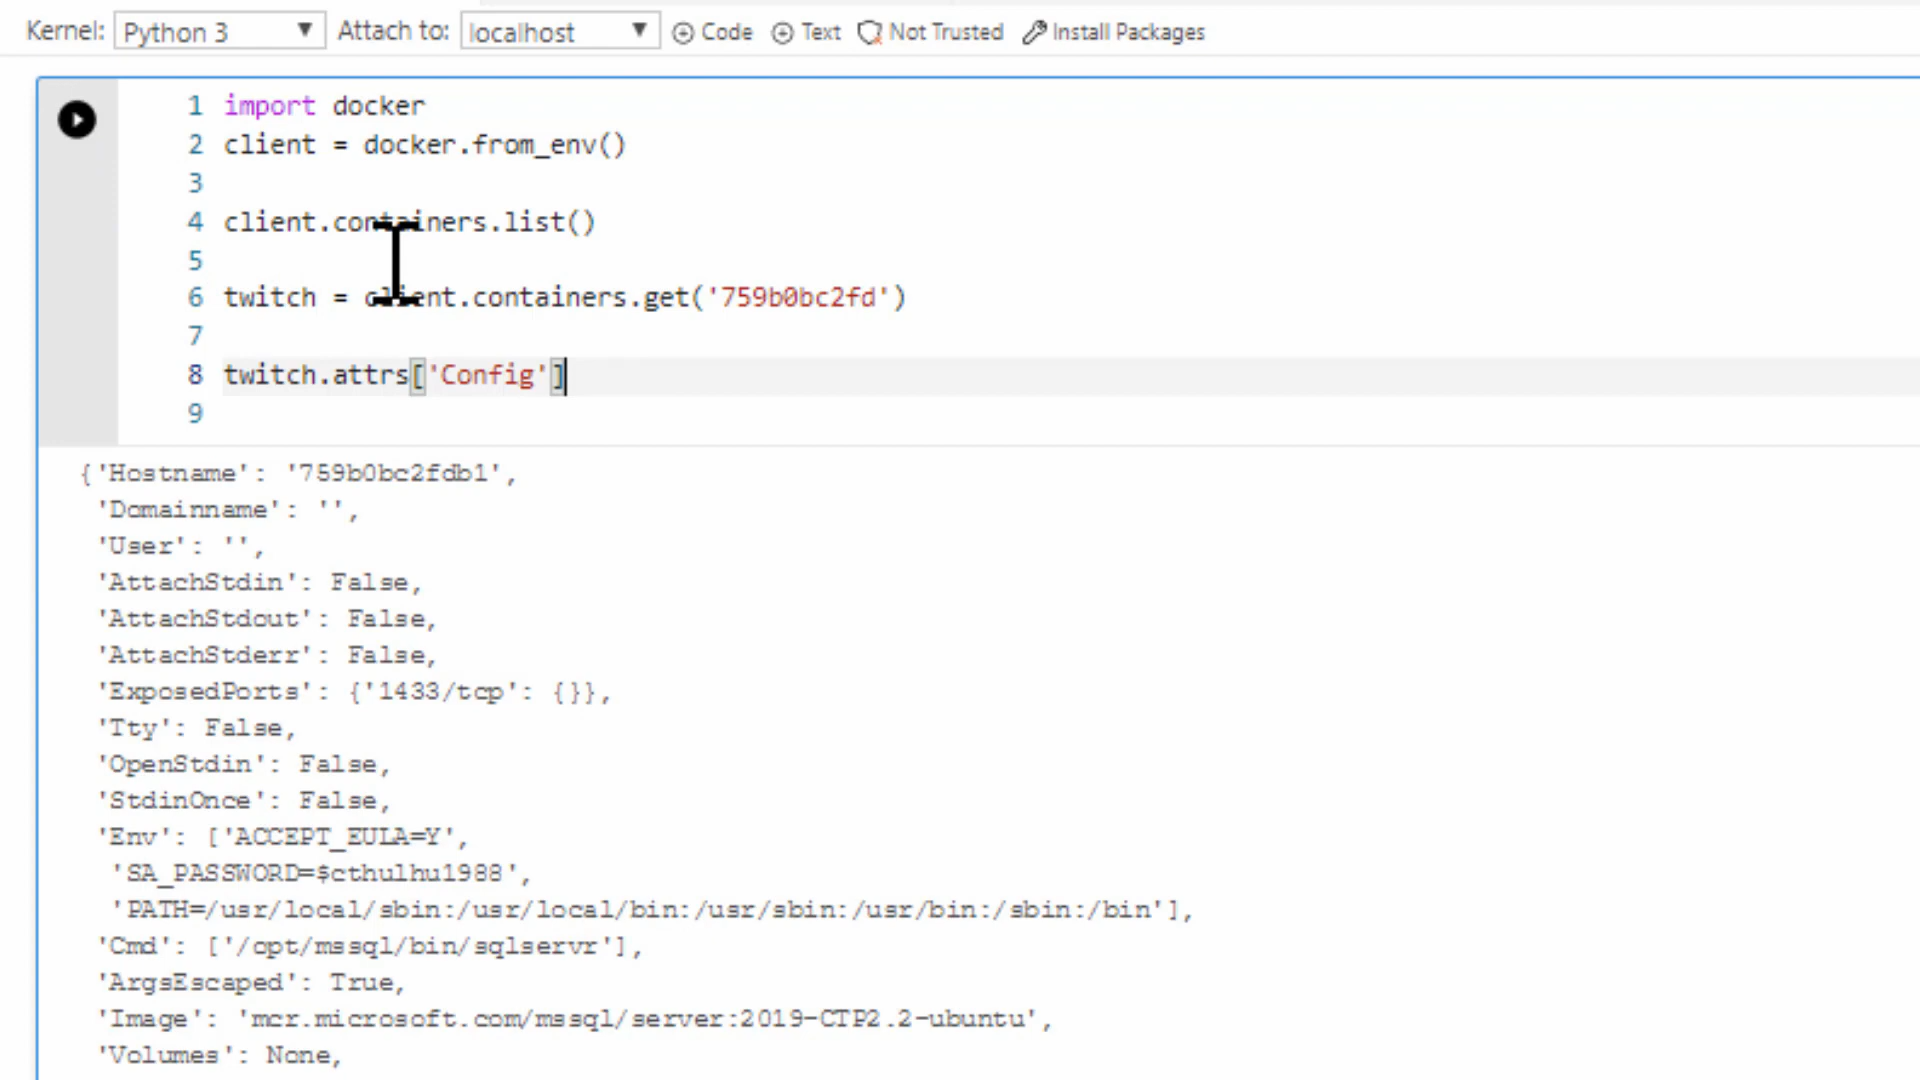 Kernel: Python 3 Attach to: localhost Code Text Not Trusted Install Packages
1 import docker
2 client = docker.from_env()
3
4 client.containers.list()
5
6 twitch = client.containers.get('759b0bc2fd')
7
8 twitch.attrs['Config']
9
{'Hostname': '759b0bc2fdb1',
'Domainname': '',
'User': '',
'AttachStdin': False,
'AttachStdout': False,
'AttachStderr': False,
'ExposedPorts': {'1433/tcp': {}},
'Tty': False,
'OpenStdin': False,
'StdinOnce': False,
'Env': ['ACCEPT_EULA=Y',
'SA_PASSWORD=$cthulhu1988',
'PATH=/usr/local/sbin:/usr/local/bin:/usr/sbin:/usr/bin:/sbin:/bin'],
'Cmd': ['/opt/mssql/bin/sqlservr'],
'ArgsEscaped': True,
'Image': 'mcr.microsoft.com/mssql/server:2019-CTP2.2-ubuntu',
'Volumes': None,